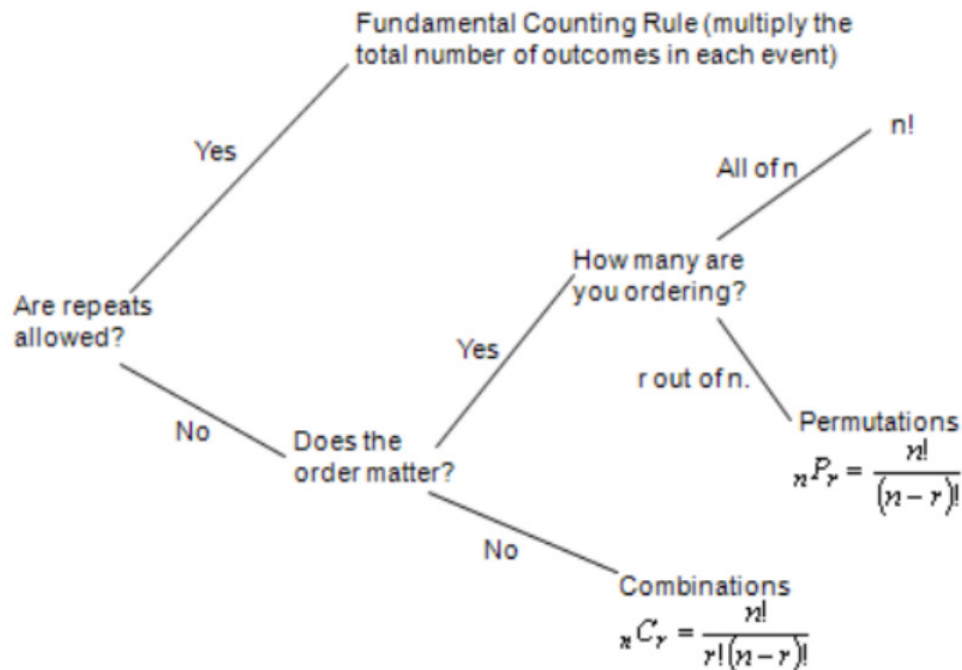 Fundamental Counting Rule (multiply the
total number of outcomes in each event)
Yes
n!
All of n
How many are
you ordering?
Are repeats
allowed?
Yes
r out of n.
No
Does the
order matter?
Permutations
nPr = n!/(n − r)!
No
Combinations
nCr = n!/r!(n − r)!